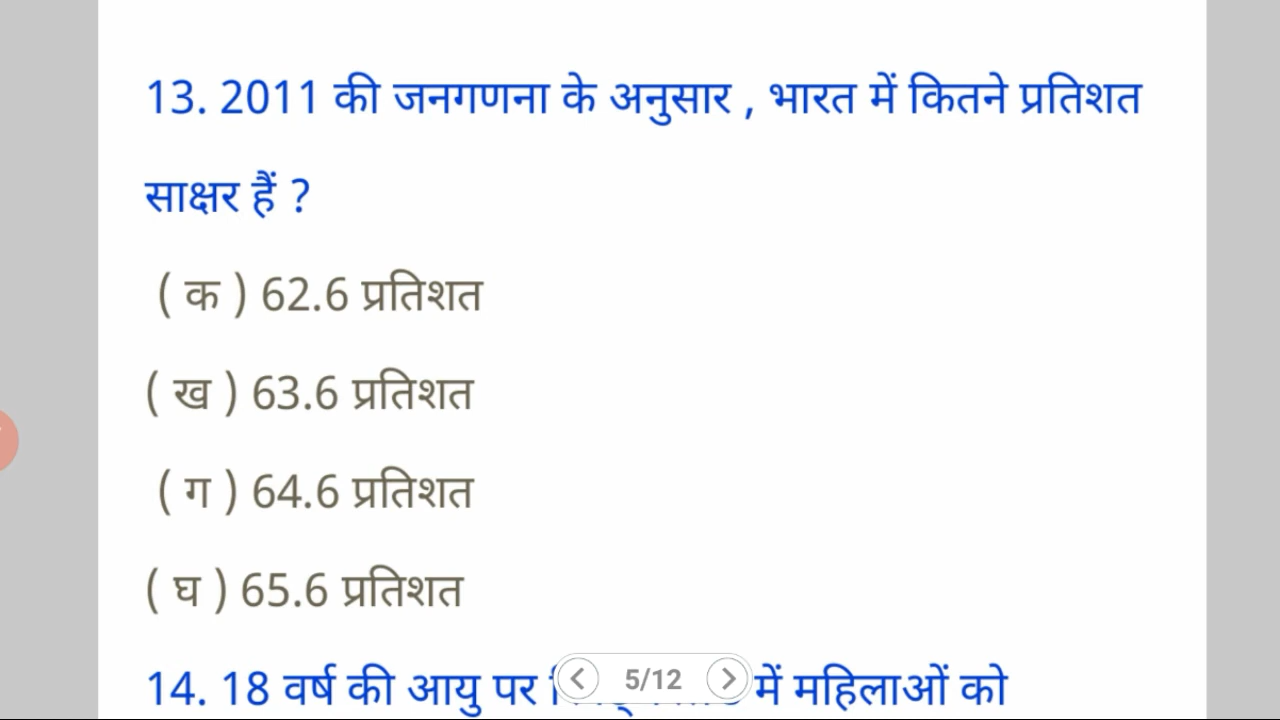 13. 2011 की जनगणना के अनुसार , भारत में कितने प्रतिशत
साक्षर हैं ?
( क ) 62.6 प्रतिशत
( ख ) 63.6 प्रतिशत
( ग ) 64.6 प्रतिशत
( घ ) 65.6 प्रतिशत
14. 18 वर्ष की आयु पर में महिलाओं को
5/12